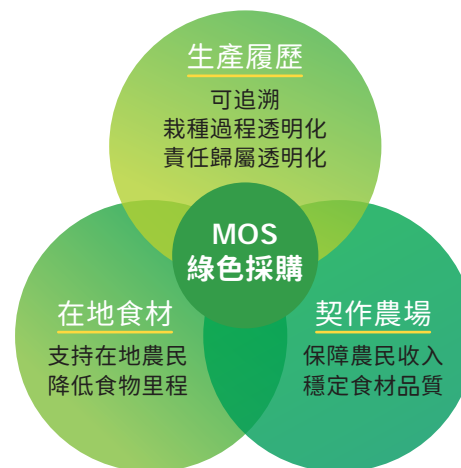 生產履歷
可追溯
栽種過程透明化
責任歸屬透明化
MOS
綠色採購
在地食材
支持在地農民
降低食物里程
契作農場
保障農民收入
穩定食材品質